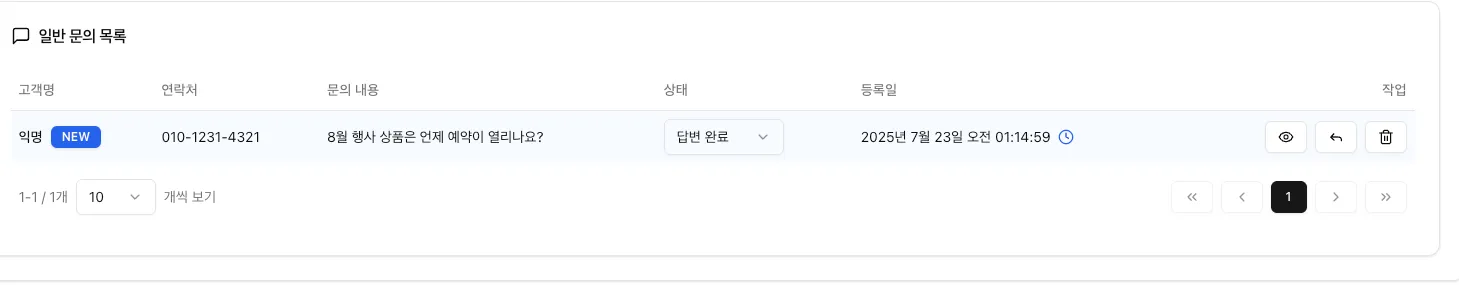 일반 문의 목록
고객명 연락처 문의 내용 상태 등록일 작업
익명 NEW 010-1231-4321 8월 행사 상품은 언제 예약이 열리나요? 답변 완료 2025년 7월 23일 오전 01:14:59
1-1 / 1개 10 개씩 보기 « ‹ 1 › »